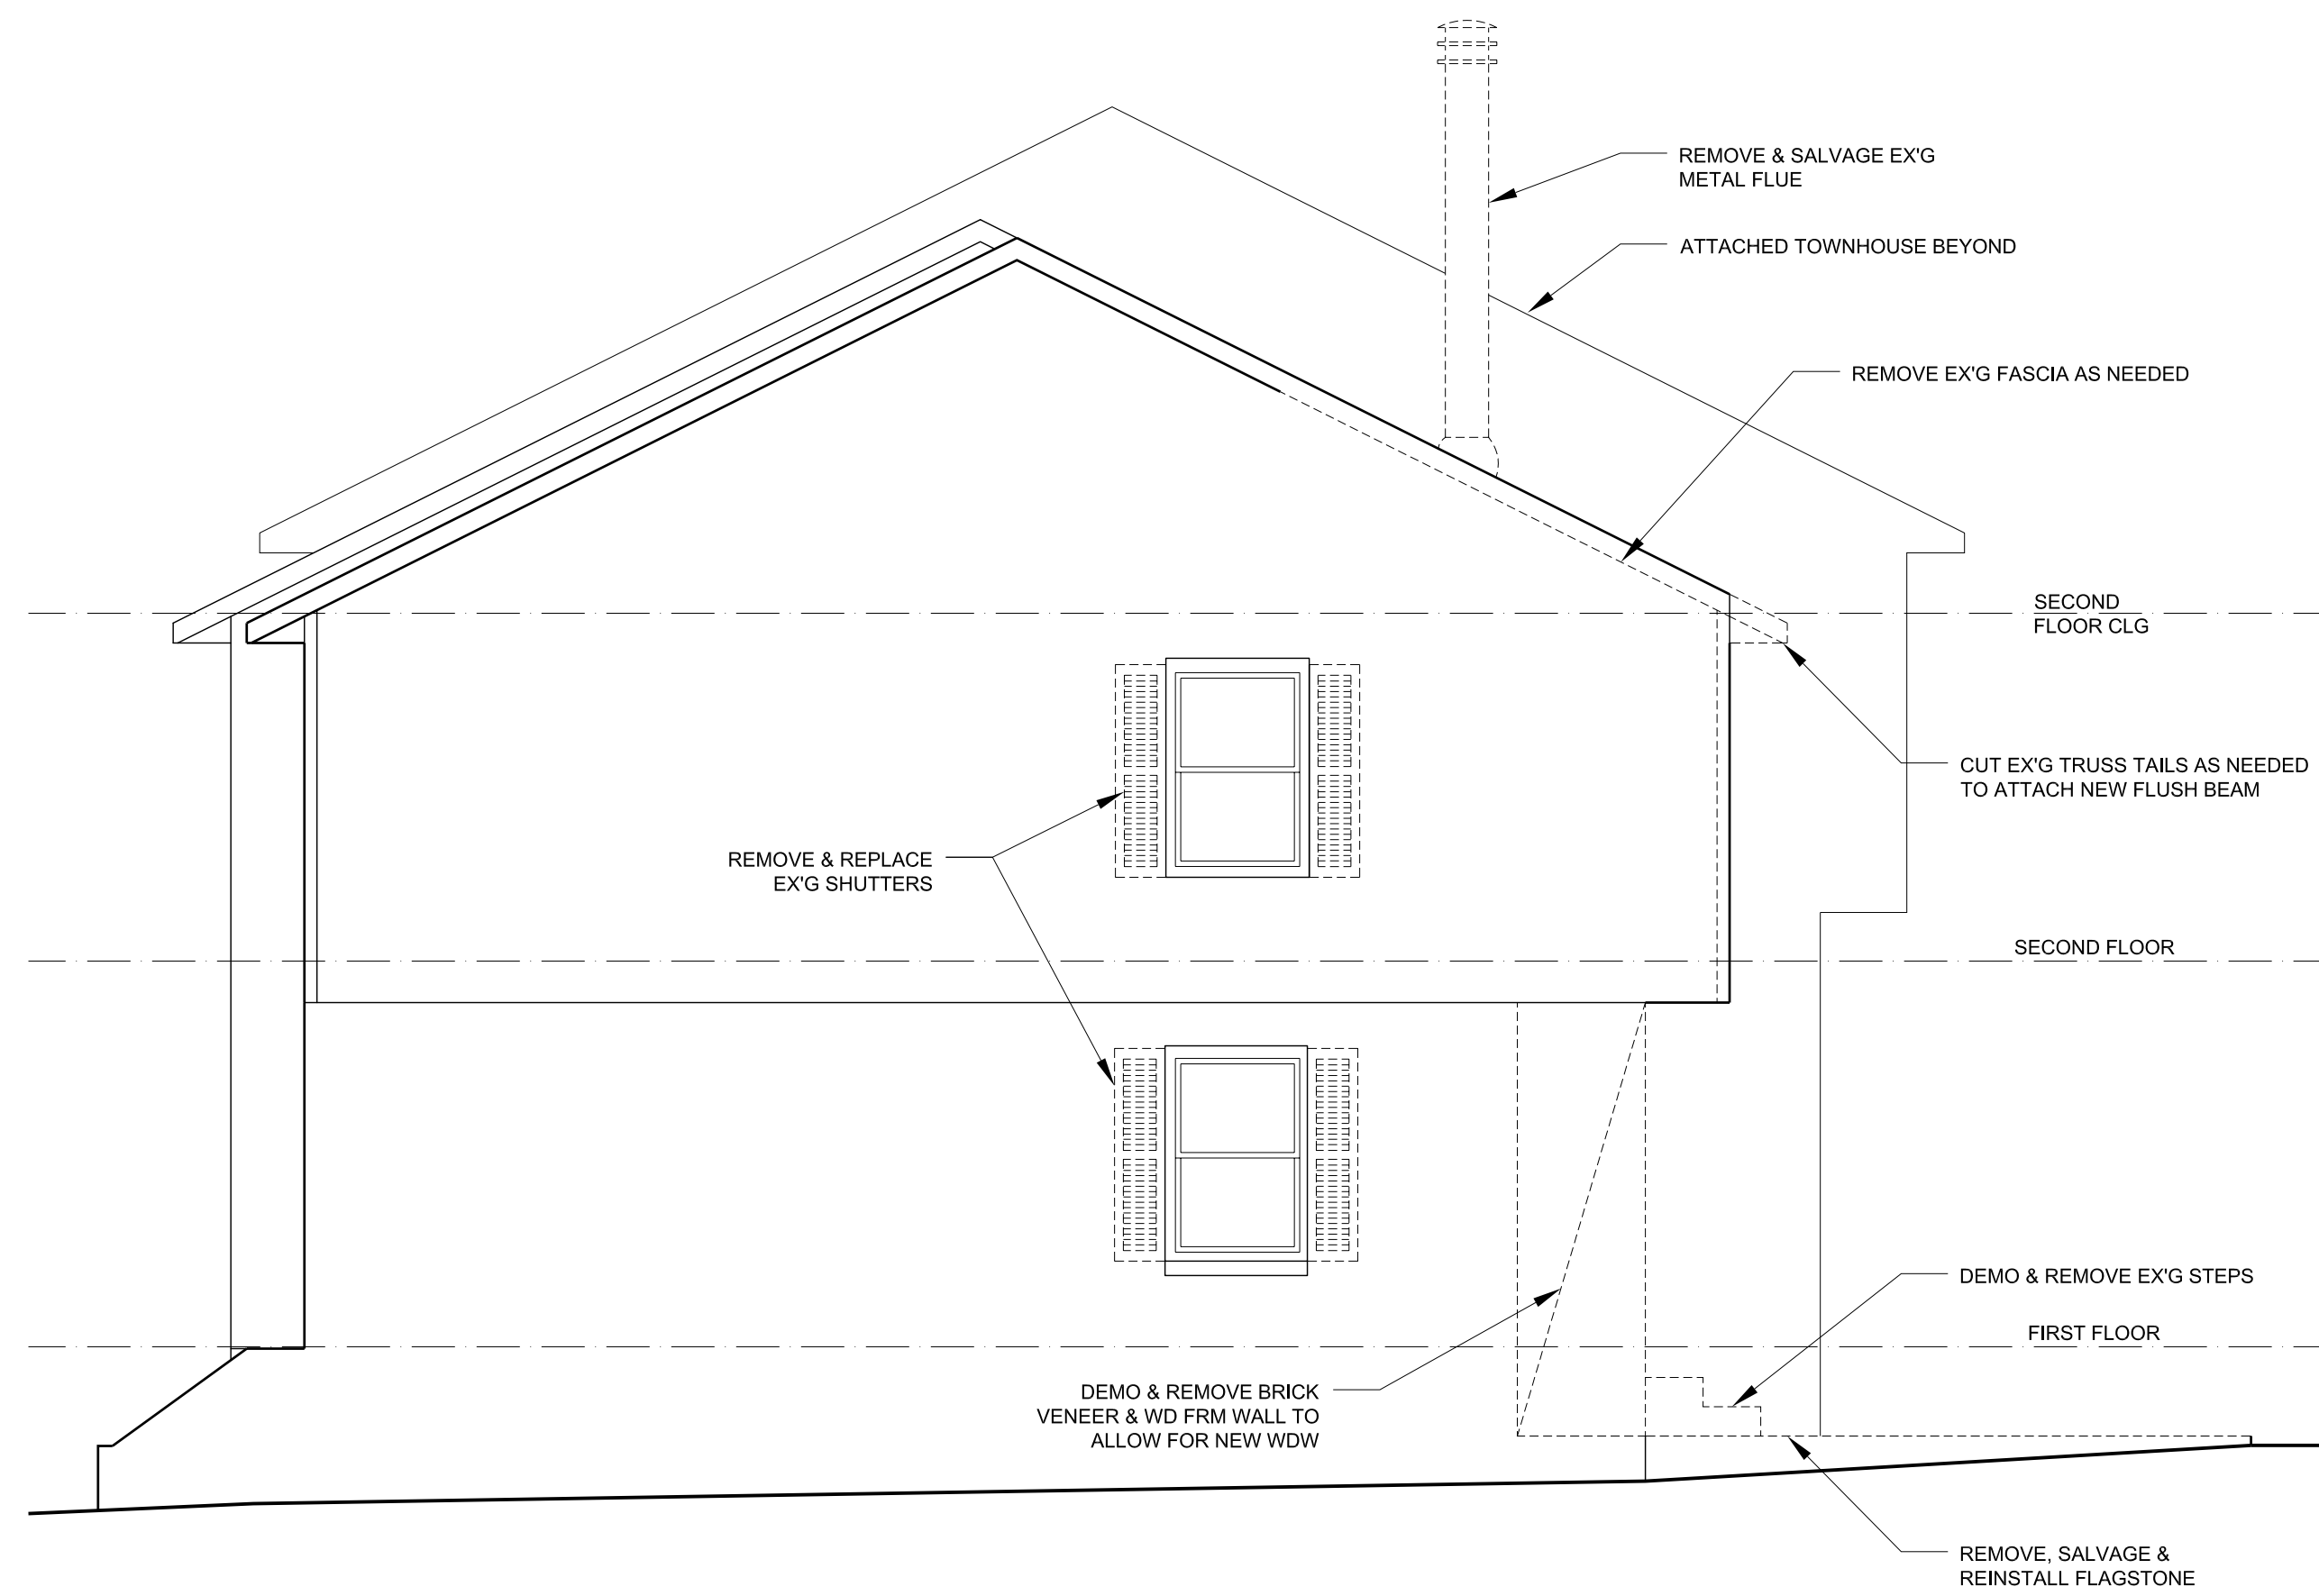 REMOVE & SALVAGE EX'G
METAL FLUE
ATTACHED TOWNHOUSE BEYOND
REMOVE EX'G FASCIA AS NEEDED
SECOND
FLOOR CLG
CUT EX'G TRUSS TAILS AS NEEDED
TO ATTACH NEW FLUSH BEAM
REMOVE & REPLACE
EX'G SHUTTERS
SECOND FLOOR
DEMO & REMOVE EX'G STEPS
FIRST FLOOR
DEMO & REMOVE BRICK
VENEER & WD FRM WALL TO
ALLOW FOR NEW WDW
REMOVE, SALVAGE &
REINSTALL FLAGSTONE